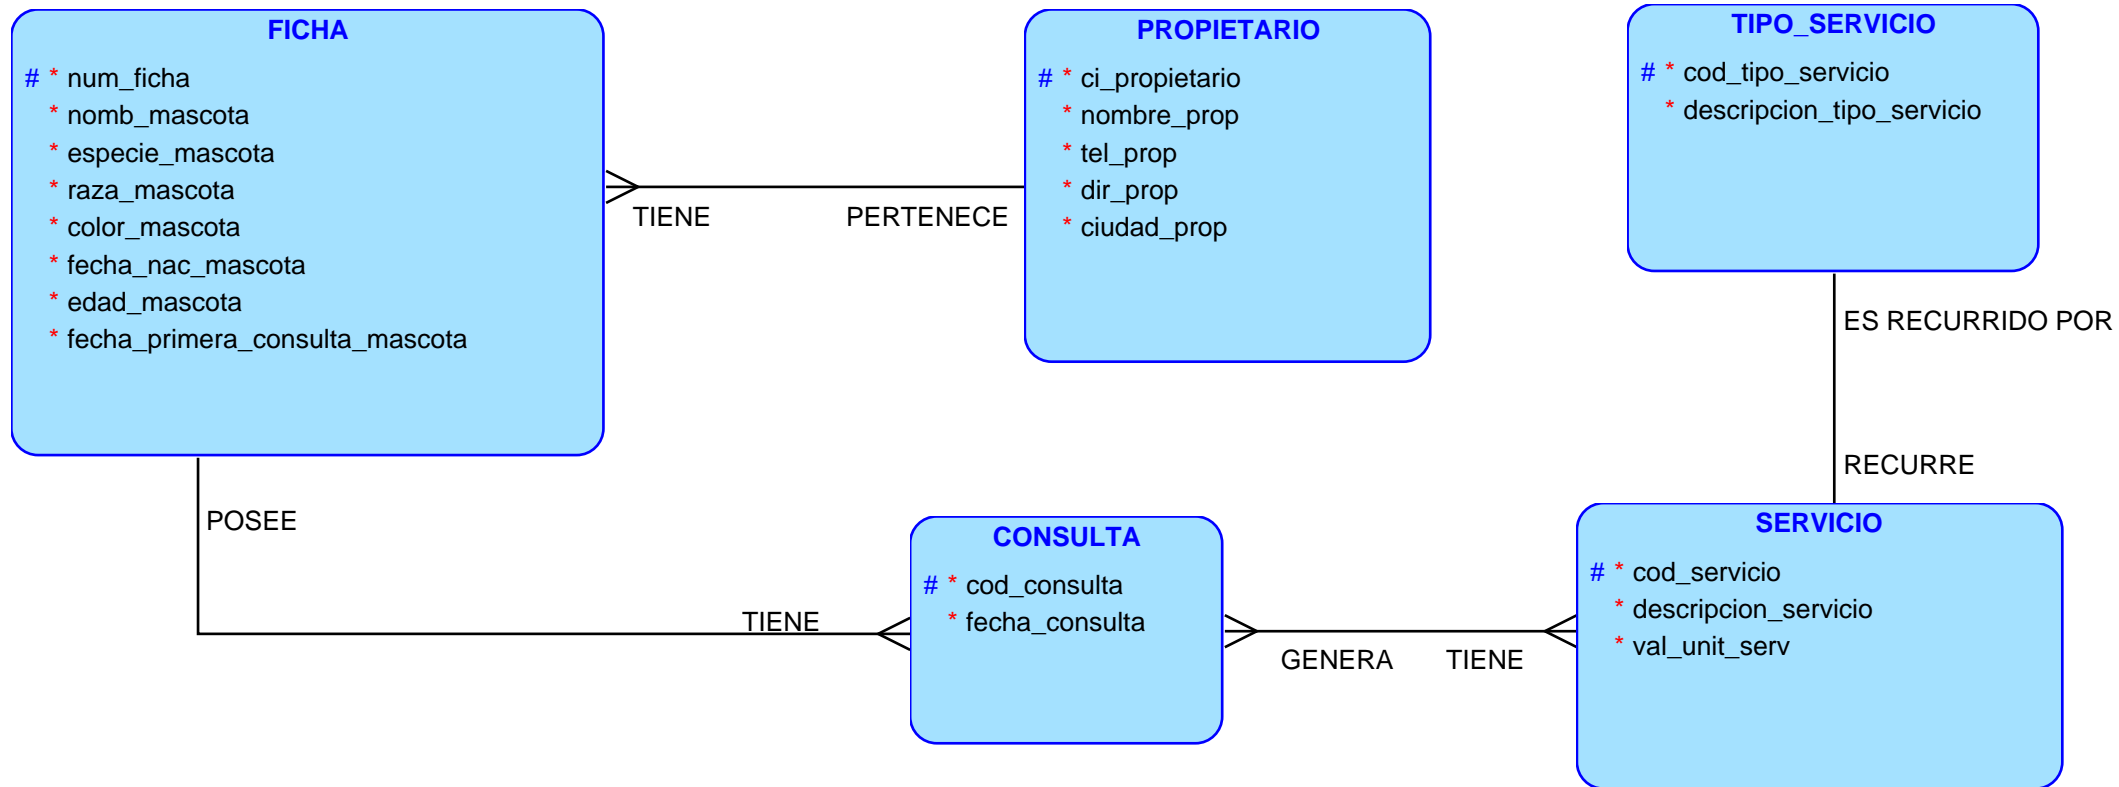 FICHA
# * num_ficha
* nomb_mascota
* especie_mascota
* raza_mascota
* color_mascota
* fecha_nac_mascota
* edad_mascota
* fecha_primera_consulta_mascota
TIENE
PERTENECE
PROPIETARIO
# * ci_propietario
* nombre_prop
* tel_prop
* dir_prop
* ciudad_prop
TIPO_SERVICIO
# * cod_tipo_servicio
* descripcion_tipo_servicio
ES RECURRIDO POR
RECURRE
POSEE
TIENE
CONSULTA
# * cod_consulta
* fecha_consulta
GENERA
TIENE
SERVICIO
# * cod_servicio
* descripcion_servicio
* val_unit_serv